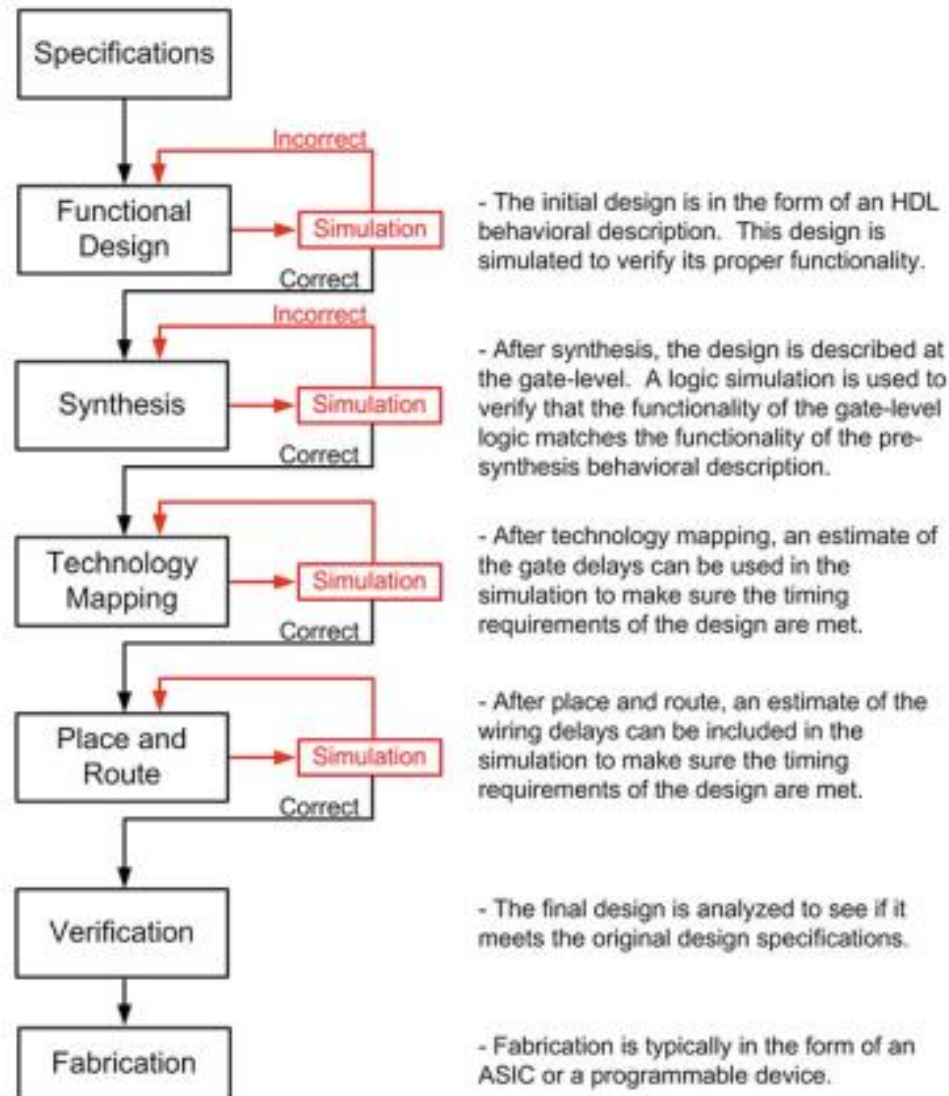 Specifications
Incorrect
Functional
Design
Simulation
- The initial design is in the form of an HDL
behavioral description. This design is
simulated to verify its proper functionality.
Correct
Incorrect
Synthesis
Simulation
- After synthesis, the design is described at
the gate-level. A logic simulation is used to
verify that the functionality of the gate-level
logic matches the functionality of the pre-
synthesis behavioral description.
Correct
Technology
Mapping
Simulation
- After technology mapping, an estimate of
the gate delays can be used in the
simulation to make sure the timing
requirements of the design are met.
Correct
Place and
Route
Simulation
- After place and route, an estimate of the
wiring delays can be included in the
simulation to make sure the timing
requirements of the design are met.
Correct
Verification
- The final design is analyzed to see if it
meets the original design specifications.
Fabrication
- Fabrication is typically in the form of an
ASIC or a programmable device.